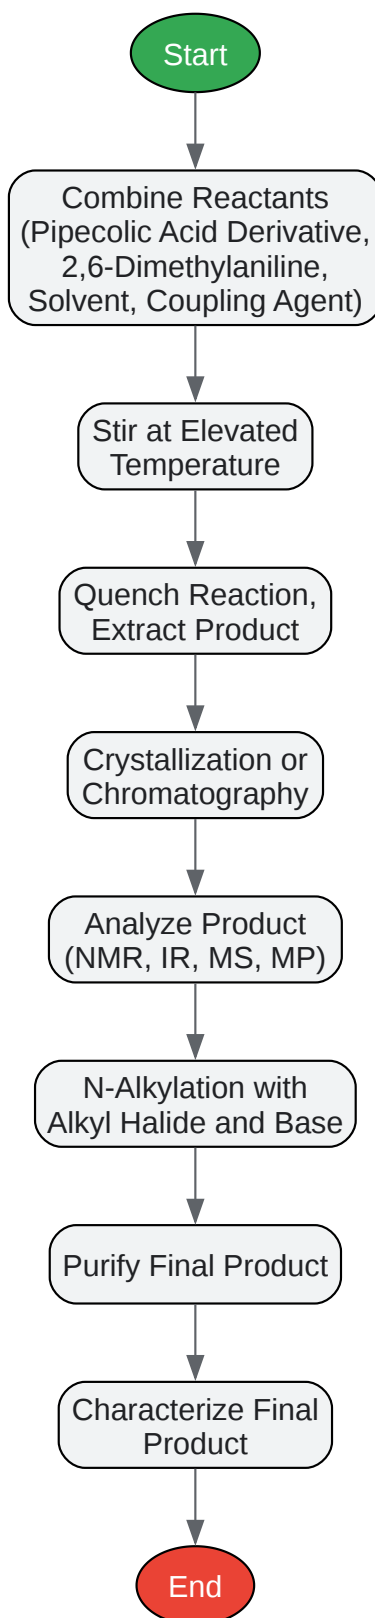 Start
Combine Reactants
(Pipecolic Acid Derivative,
2,6-Dimethylaniline,
Solvent, Coupling Agent)
Stir at Elevated
Temperature
Quench Reaction,
Extract Product
Crystallization or
Chromatography
Analyze Product
(NMR, IR, MS, MP)
N-Alkylation with
Alkyl Halide and Base
Purify Final Product
Characterize Final
Product
End